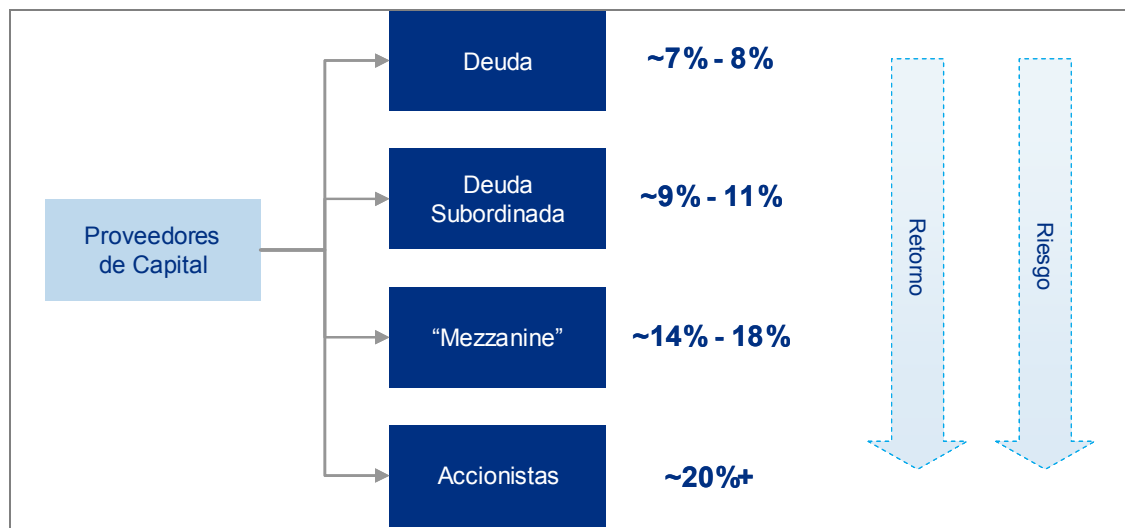 Deuda
~7% - 8%
Deuda
Subordinada
~9% - 11%
Proveedores
de Capital
“Mezzanine”
~14% - 18%
Accionistas
~20%+
Retorno
Riesgo